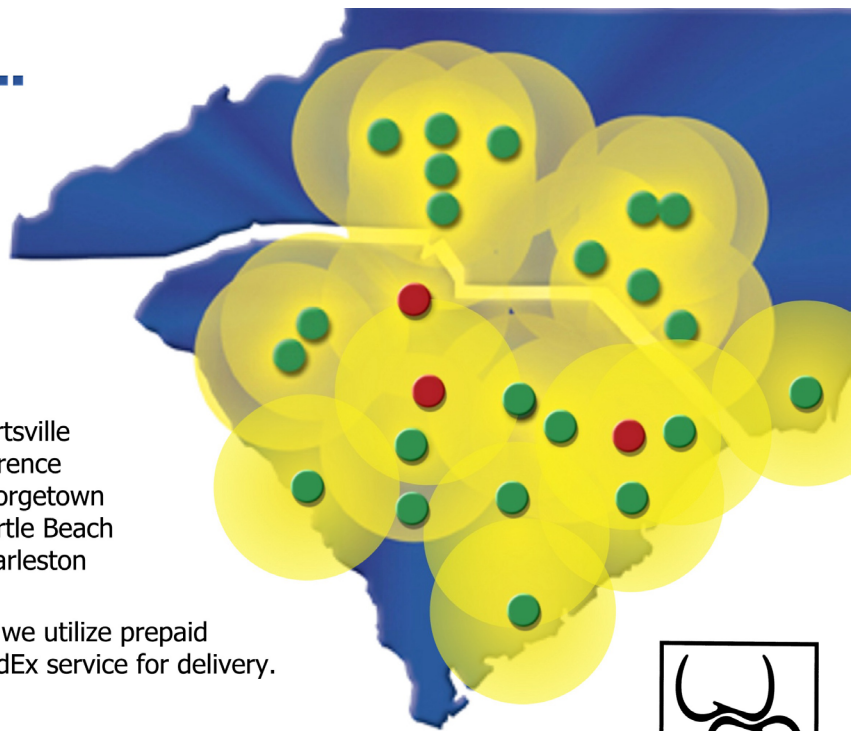 rtsville
rence
orgetown
rtle Beach
arleston
we utilize prepaid
dEx service for delivery.